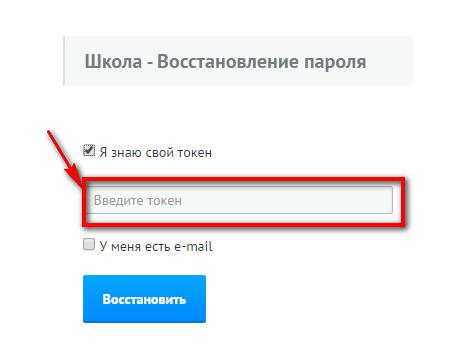 Школа - Восстановление пароля
Я знаю свой токен
Введите токен
У меня есть e-mail
Восстановить